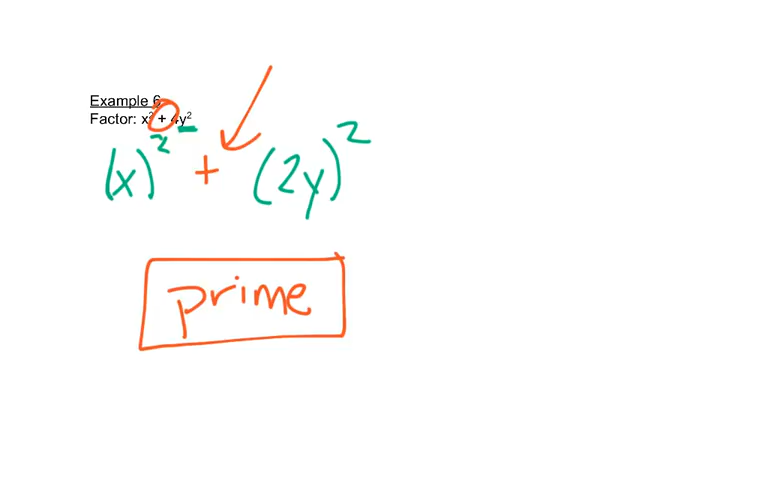 Example 6
Factor: x² + 4y²
(x)² + (2y)²
prime